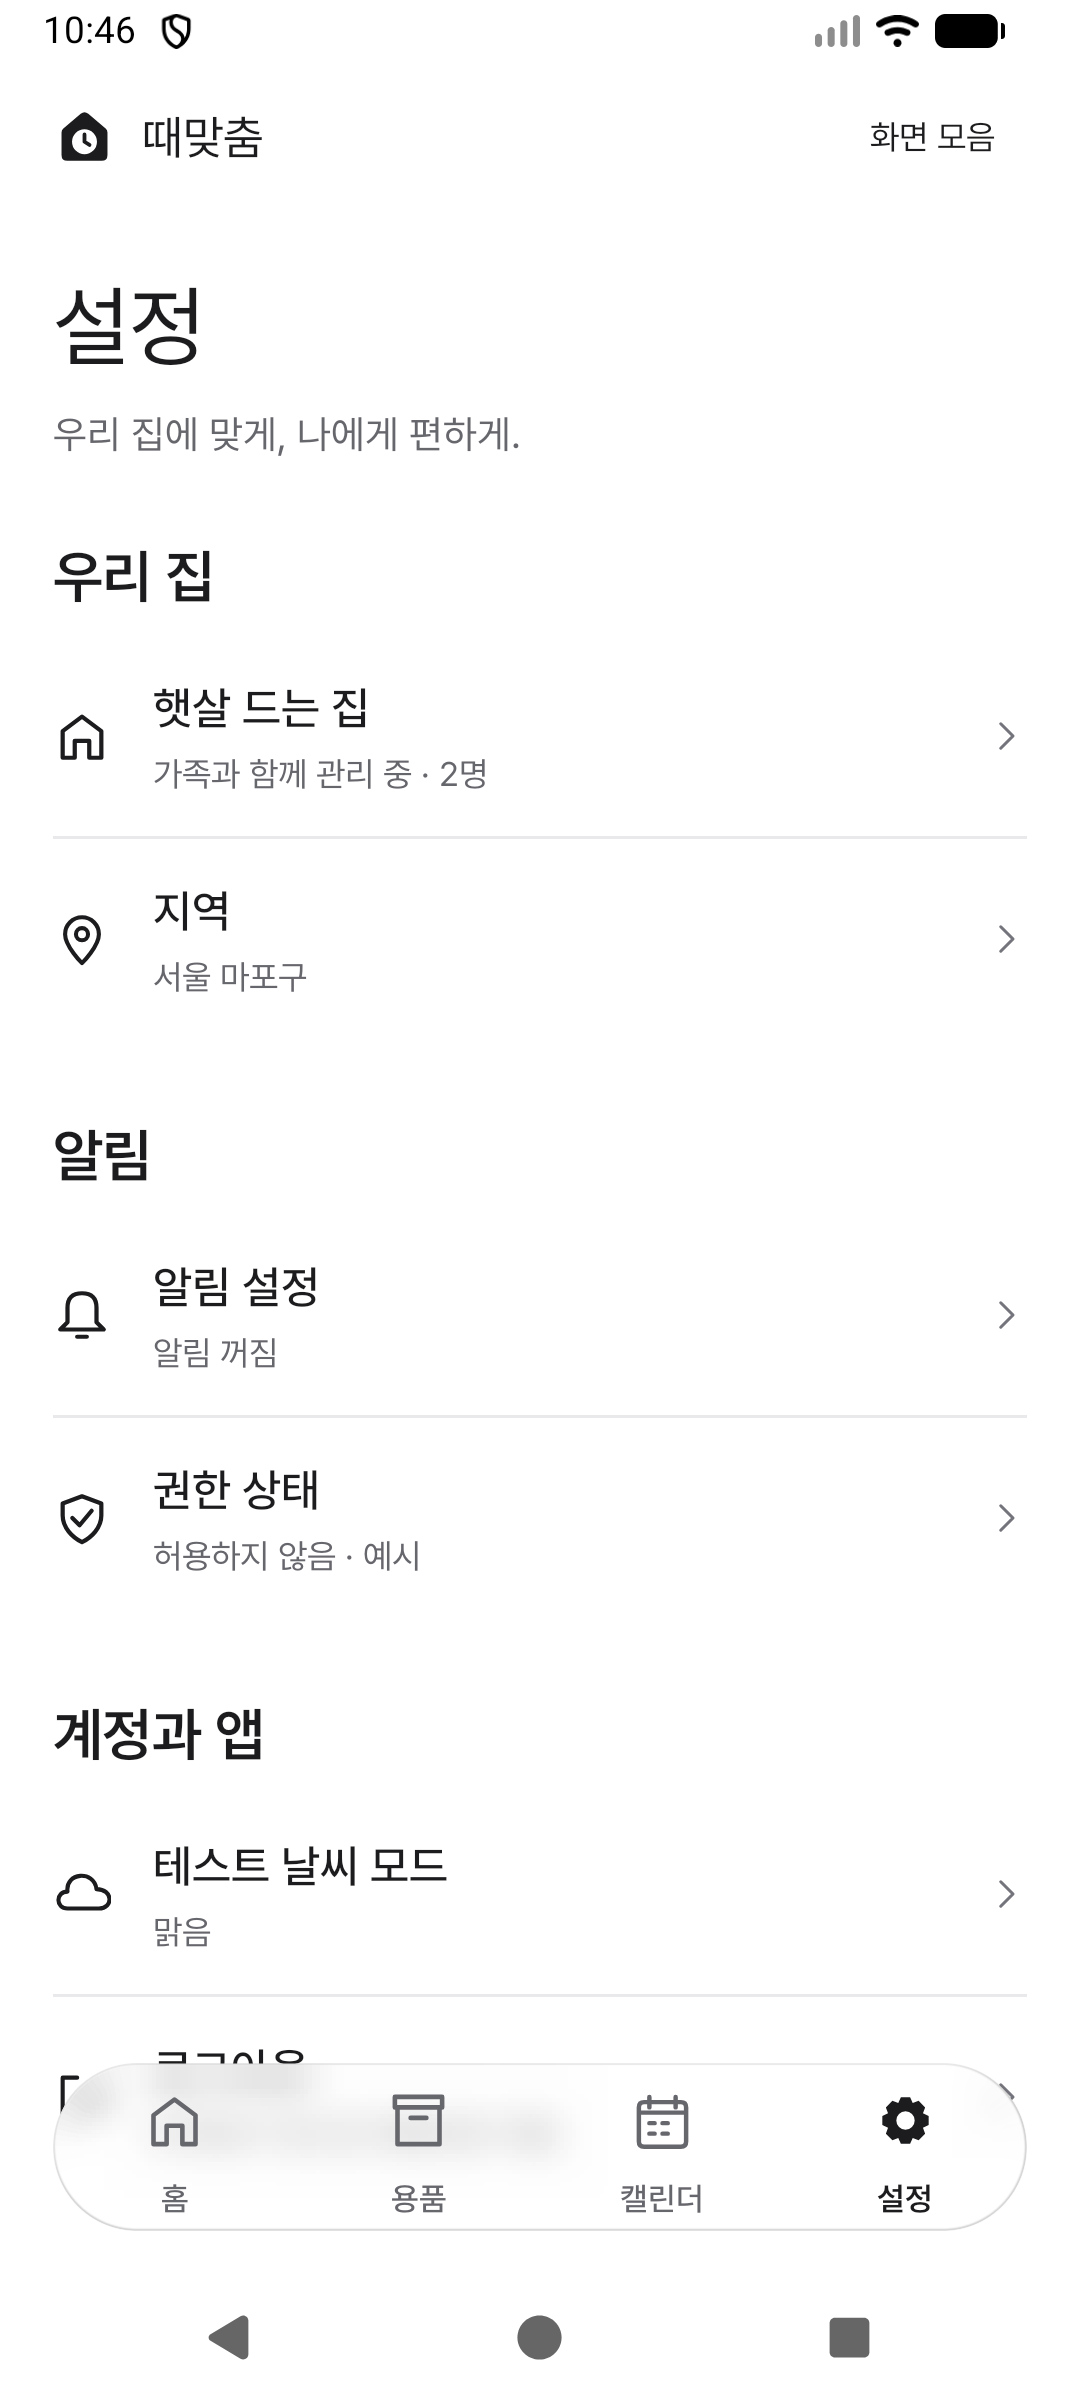 10:46
때맞춤
화면 모음
설정
우리 집에 맞게, 나에게 편하게.
우리 집
햇살 드는 집
가족과 함께 관리 중 · 2명
지역
서울 마포구
알림
알림 설정
알림 꺼짐
권한 상태
허용하지 않음 · 예시
계정과 앱
테스트 날씨 모드
맑음
홈
용품
캘린더
설정